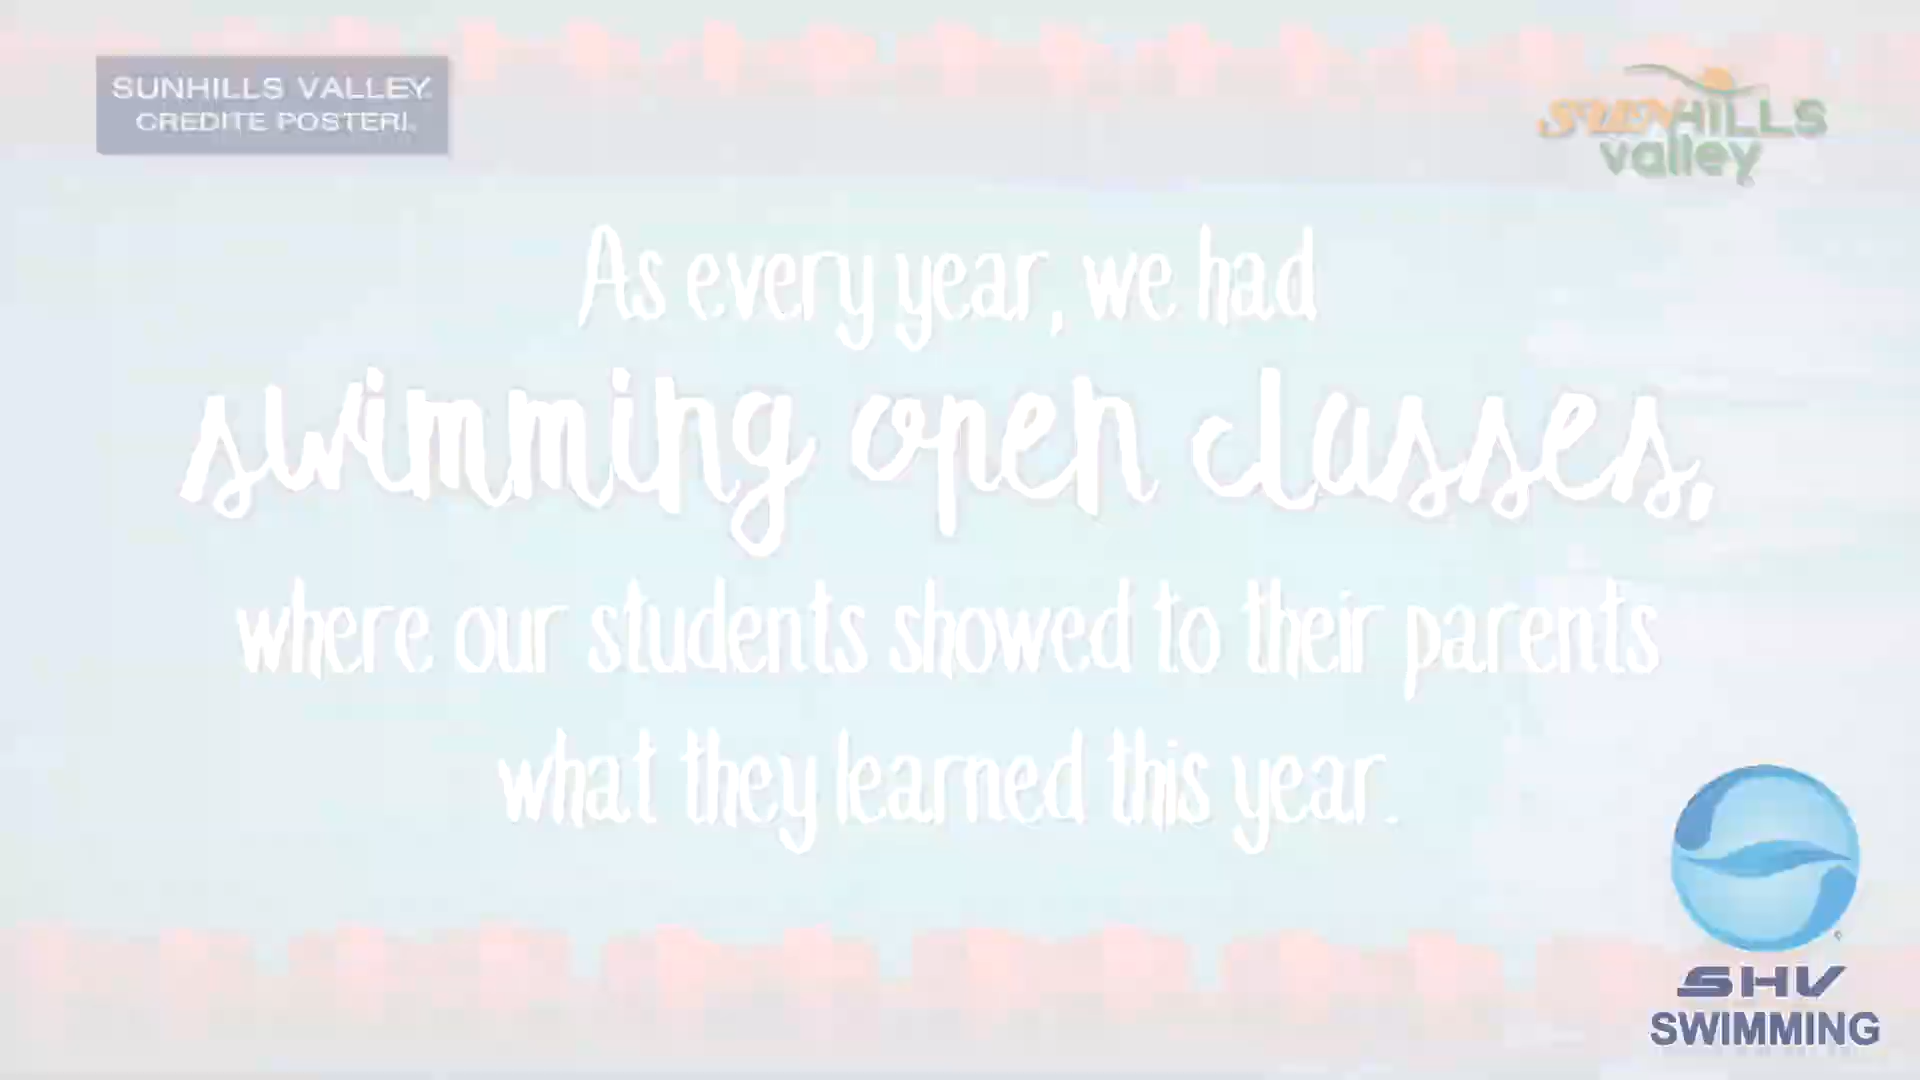 SUNHILLS VALLEY
CREDITE POSTERI.
SUNHILLS
valley
As every year, we had
swimming open classes,
where our students showed to their parents
what they learned this year.
SHV
SWIMMING